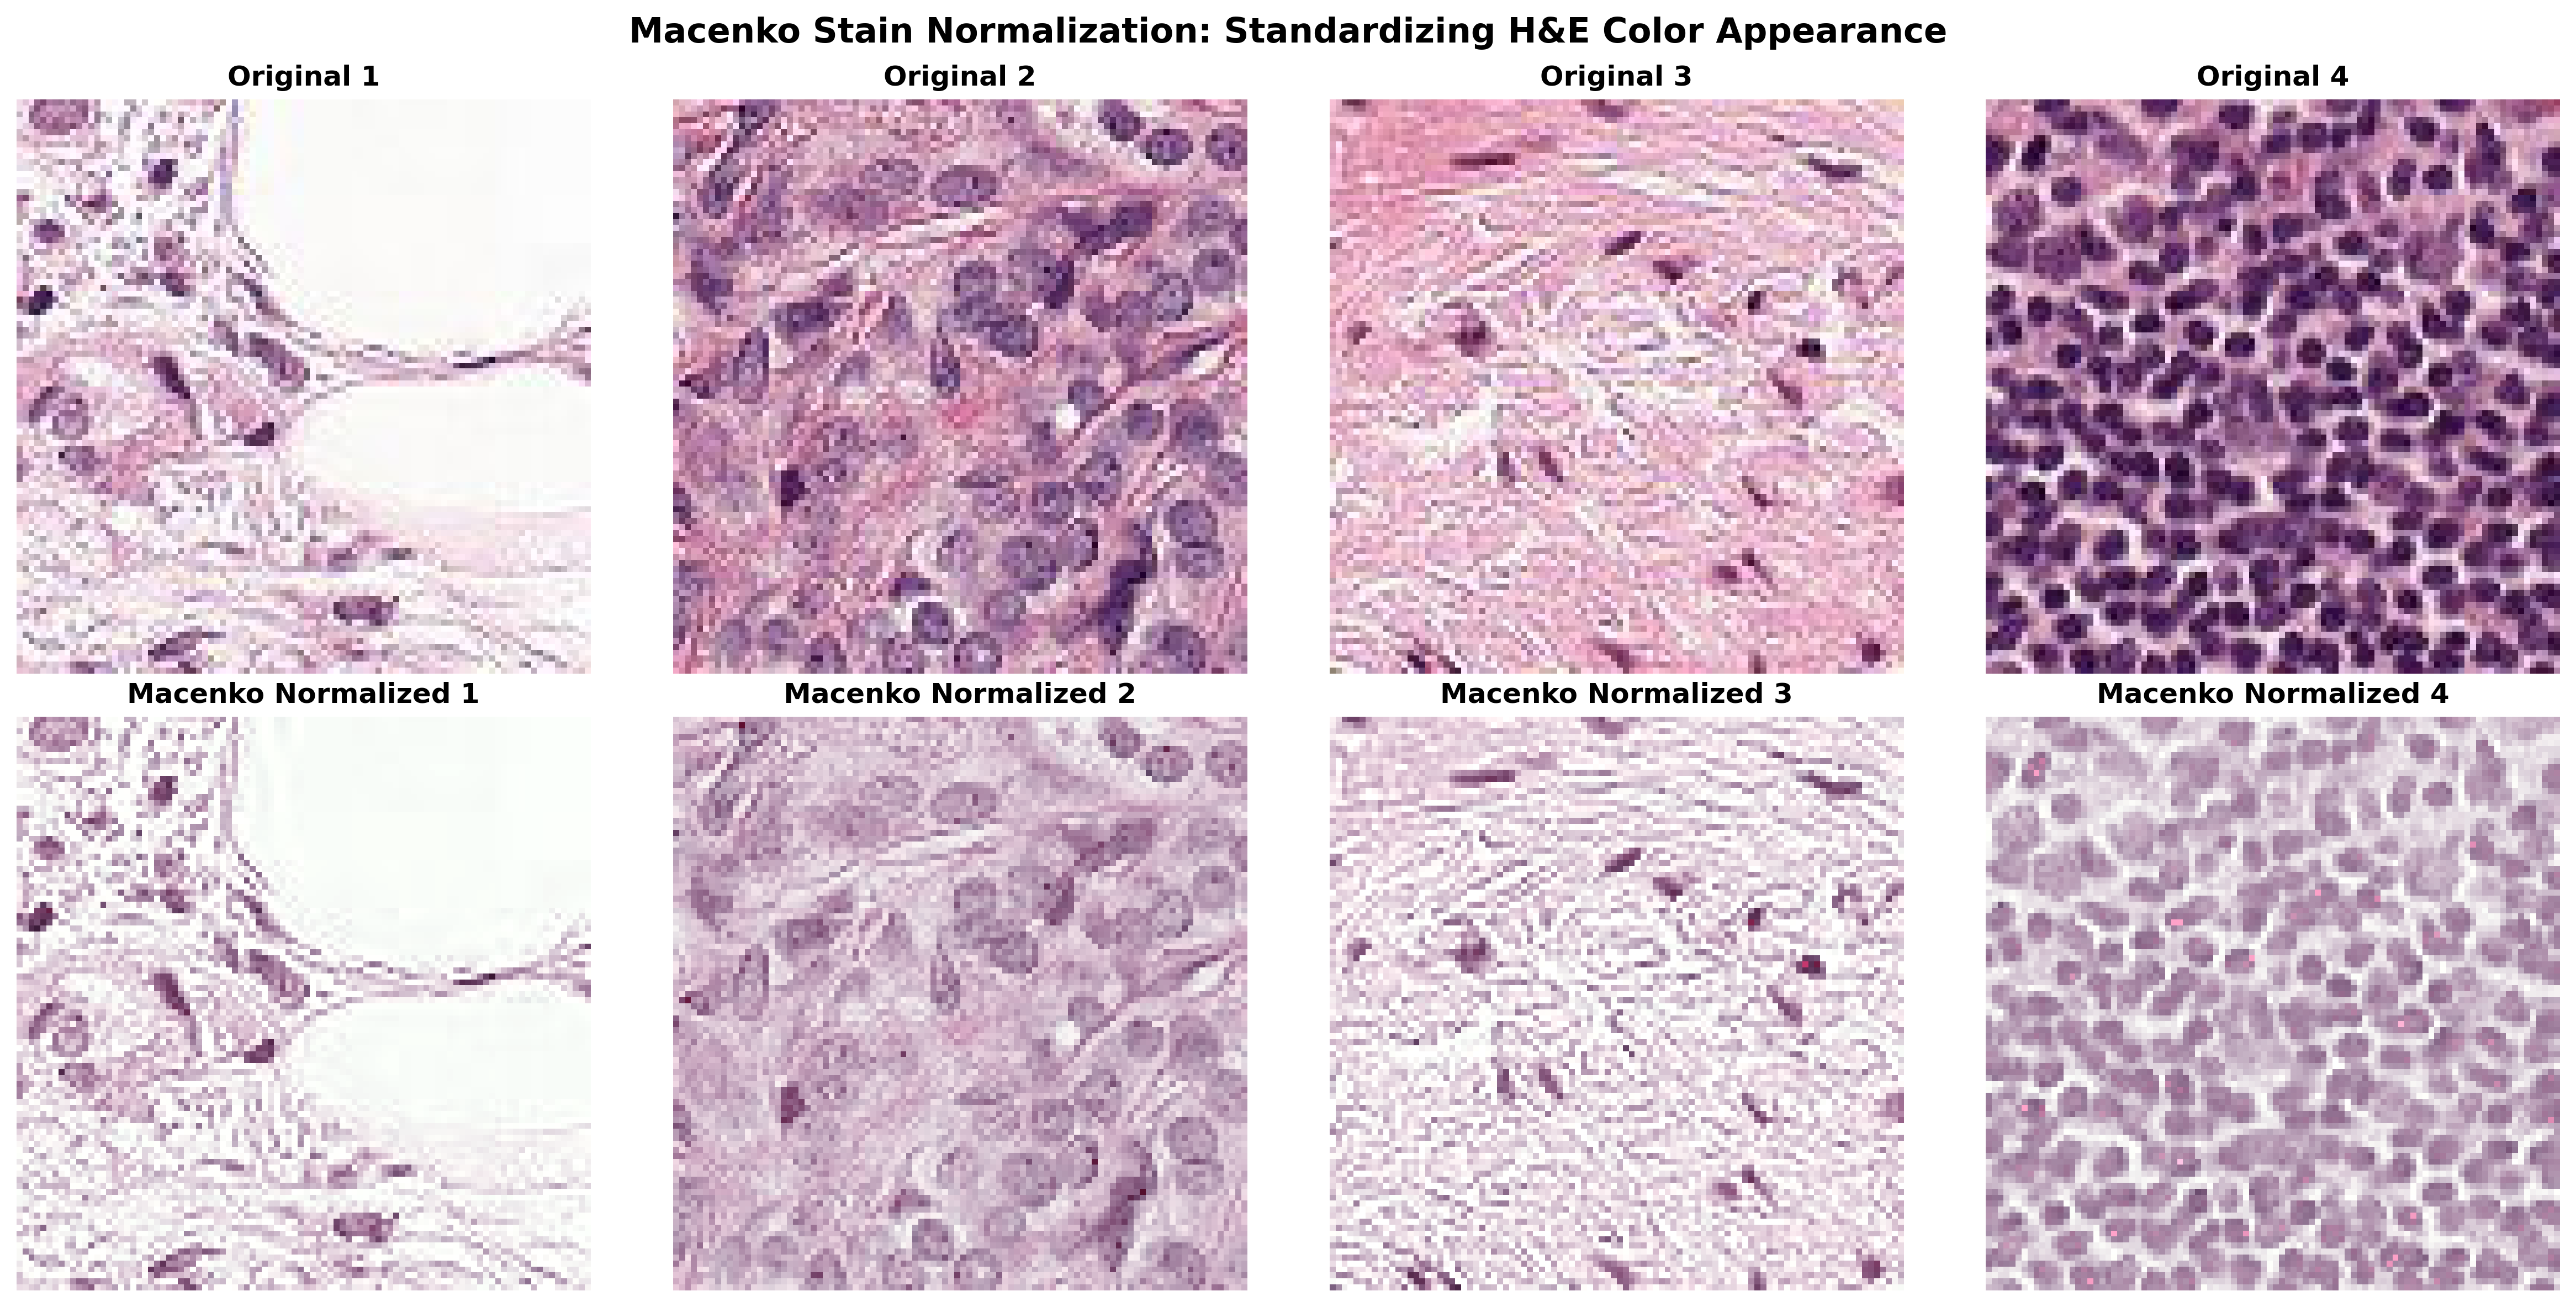 Macenko Stain Normalization: Standardizing H&E Color Appearance
Original 1
Original 2
Original 3
Original 4
Macenko Normalized 1
Macenko Normalized 2
Macenko Normalized 3
Macenko Normalized 4